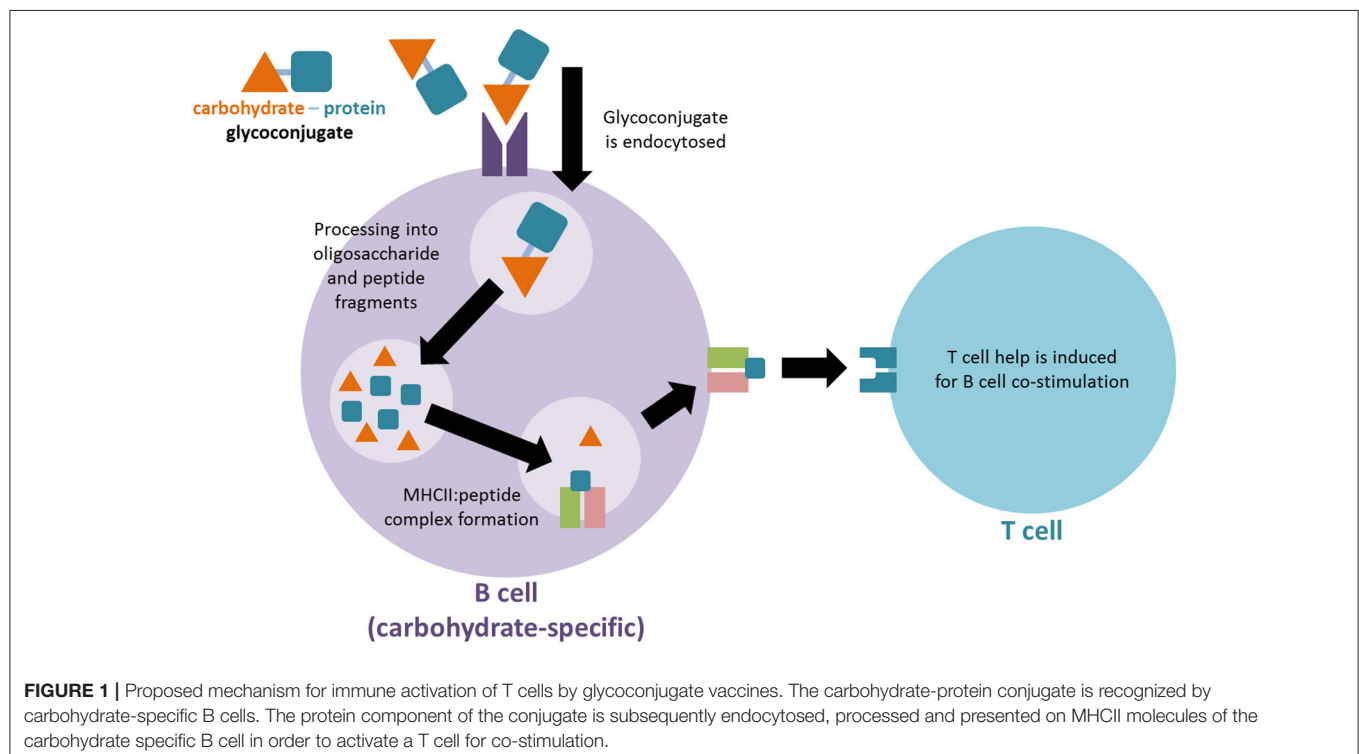 carbohydrate – protein
glycoconjugate
Glycoconjugate
is endocytosed
Processing into
oligosaccharide
and peptide
fragments
MHCII:peptide
complex formation
T cell help is induced
for B cell co-stimulation
T cell
B cell
(carbohydrate-specific)
FIGURE 1 | Proposed mechanism for immune activation of T cells by glycoconjugate vaccines. The carbohydrate-protein conjugate is recognized by
carbohydrate-specific B cells. The protein component of the conjugate is subsequently endocytosed, processed and presented on MHCII molecules of the
carbohydrate specific B cell in order to activate a T cell for co-stimulation.